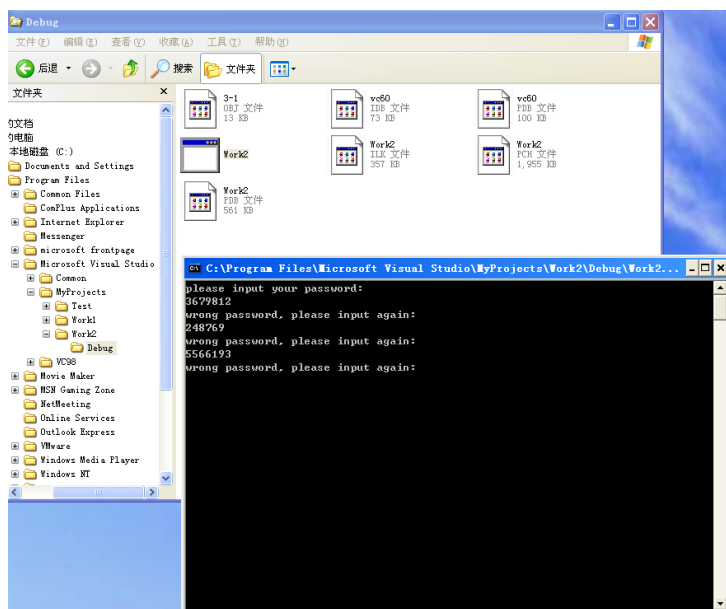 Debug
文件(F) 编辑(E) 查看(V) 收藏(A) 工具(T) 帮助(H)
后退 搜索 文件夹
文件夹
的文档
的电脑
本地磁盘 (C:)
Documents and Settings
Program Files
Common Files
ComPlus Applications
Internet Explorer
Messenger
microsoft frontpage
Microsoft Visual Studio
Common
MyProjects
Test
Work1
Work2
Debug
VC98
Movie Maker
MSN Gaming Zone
NetMeeting
Online Services
Outlook Express
VMware
Windows Media Player
Windows NT
3-1
OBJ 文件
13 KB
vc60
IDB 文件
73 KB
vc60
PDB 文件
100 KB
Work2
Work2
ILK 文件
357 KB
Work2
PCH 文件
1,955 KB
Work2
PDB 文件
561 KB
C:\Program Files\Microsoft Visual Studio\MyProjects\Work2\Debug\Work2...
please input your password:
3679812
wrong password, please input again:
248769
wrong password, please input again:
5566193
wrong password, please input again: